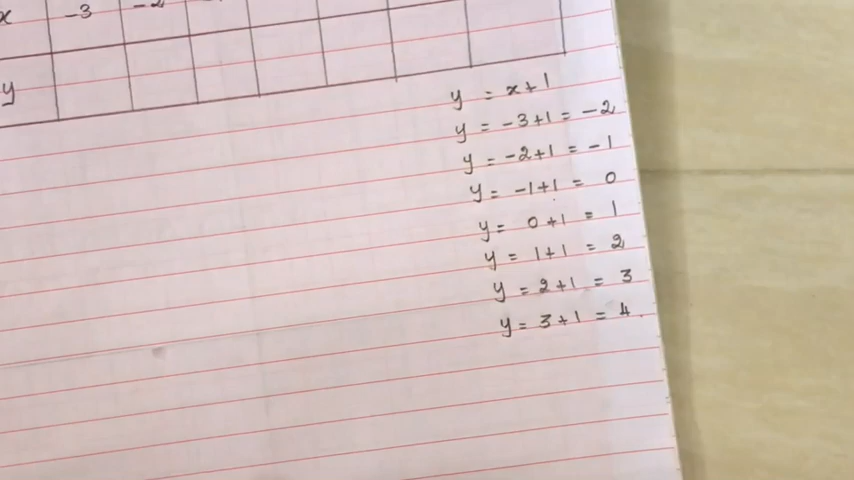 x -3 -2
y
y = x+1
y = -3+1 = -2
y = -2+1 = -1
y = -1+1 = 0
y = 0+1 = 1
y = 1+1 = 2
y = 2+1 = 3
y = 3+1 = 4